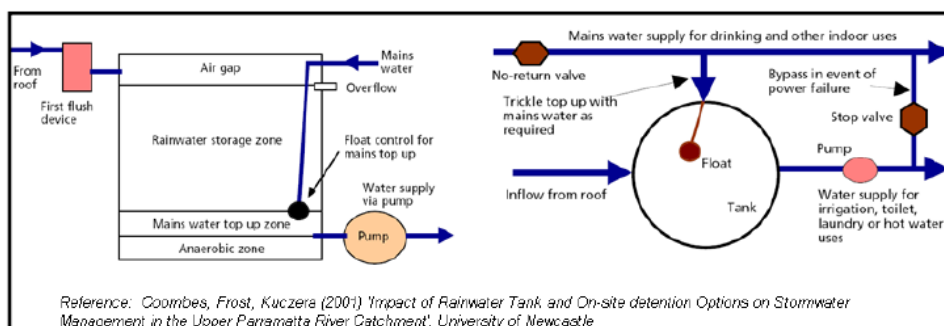 From
roof
First flush
device
Air gap
Mains
water
Overflow
Rainwater storage zone
Float control for
mains top up
Mains water top up zone
Anaerobic zone
Water supply
via pump
Pump
Mains water supply for drinking and other indoor uses
No-return valve
Trickle top up with
mains water as
required
Bypass in event of
power failure
Stop valve
Float
Inflow from roof
Tank
Pump
Water supply for
irrigation, toilet,
laundry or hot water
uses
Reference: Coombes, Frost, Kuczera (2001) 'Impact of Rainwater Tank and On-site detention Options on Stormwater
Management in the Upper Parramatta River Catchment', University of Newcastle